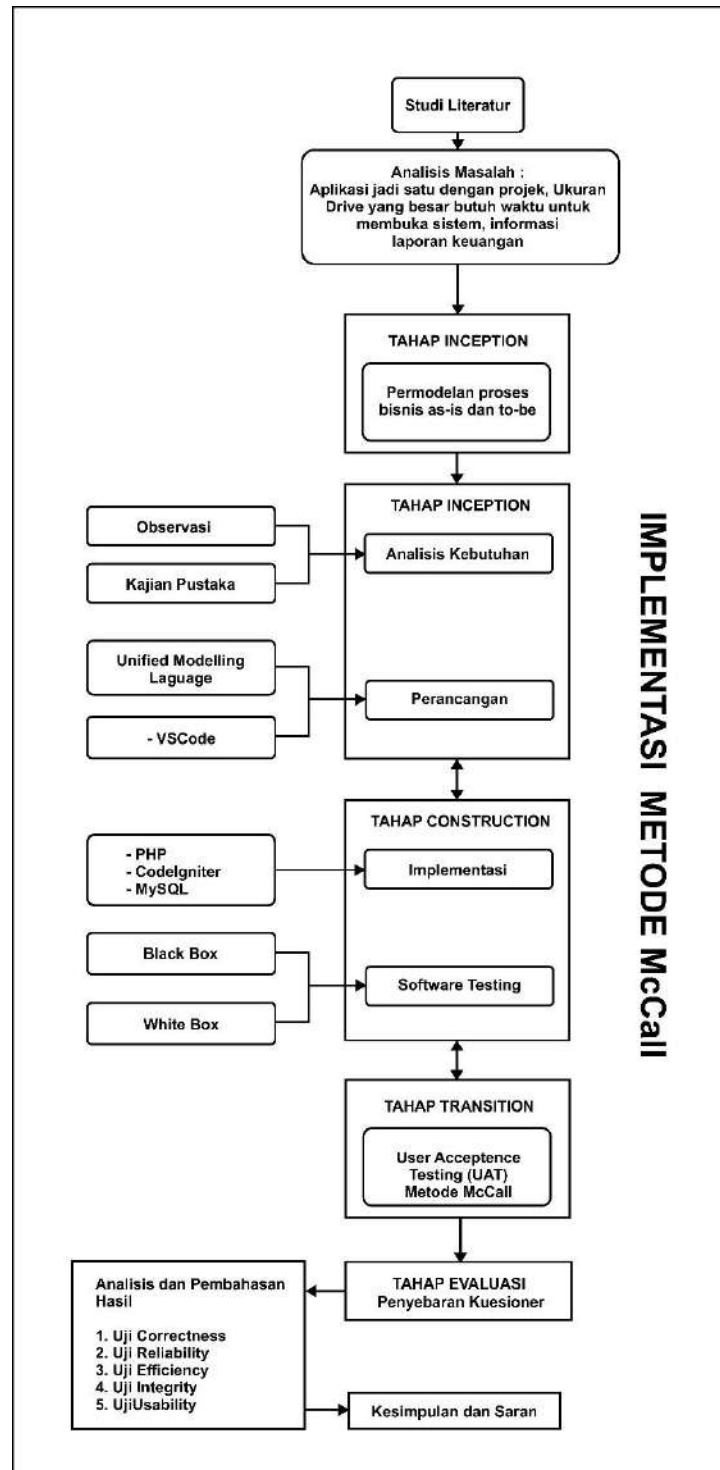 Studi Literatur
Analisis Masalah :
Aplikasi jadi satu dengan projek, Ukuran
Drive yang besar butuh waktu untuk
membuka sistem, informasi
laporan keuangan
TAHAP INCEPTION
Permodelan proses
bisnis as-is dan to-be
TAHAP INCEPTION
Observasi
Kajian Pustaka
Analisis Kebutuhan
Unified Modelling
Laguage
- VSCode
Perancangan
TAHAP CONSTRUCTION
- PHP
- CodeIgniter
- MySQL
Implementasi
Black Box
White Box
Software Testing
TAHAP TRANSITION
User Acceptence
Testing (UAT)
Metode McCall
TAHAP EVALUASI
Penyebaran Kuesioner
Analisis dan Pembahasan
Hasil
1. Uji Correctness
2. Uji Reliability
3. Uji Efficiency
4. Uji Integrity
5. UjiUsability
Kesimpulan dan Saran
IMPLEMENTASI METODE McCall